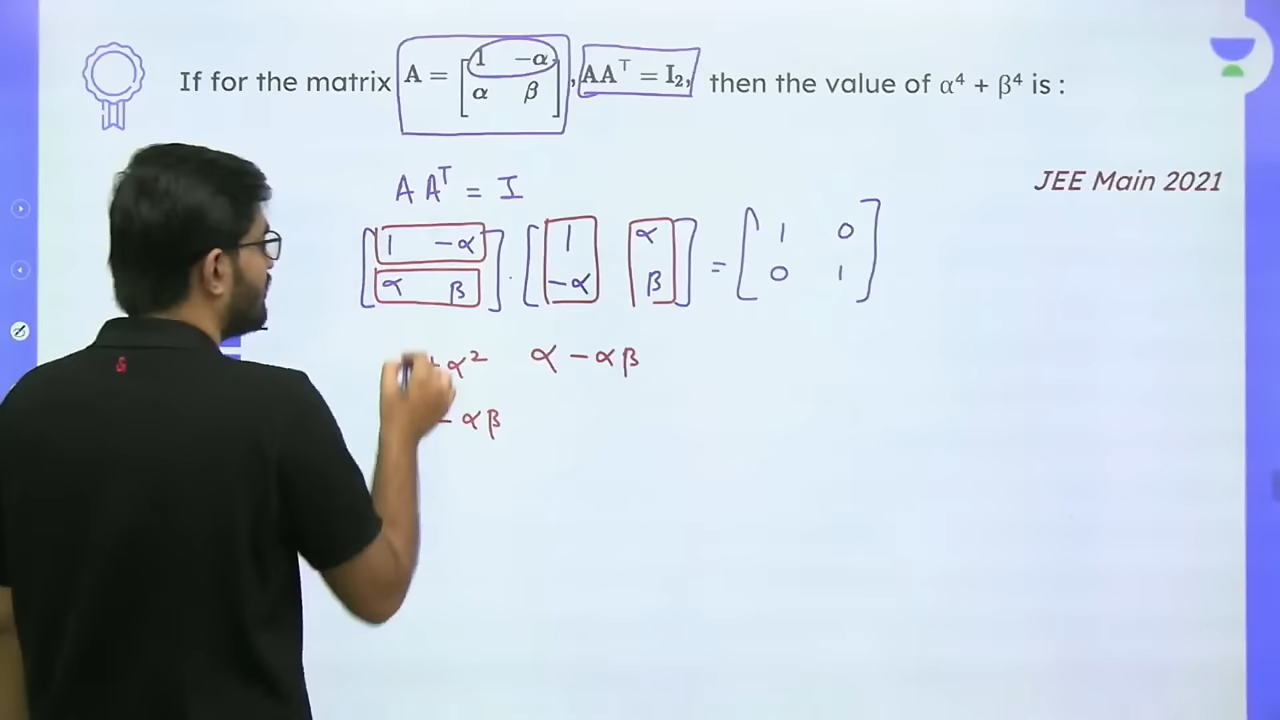 If for the matrix A = [1 -α; α β], AAᵀ = I₂, then the value of α⁴ + β⁴ is :
JEE Main 2021
A Aᵀ = I
[1 -α; α β] · [1 α; -α β] = [1 0; 0 1]
+ α² α - αβ
- αβ